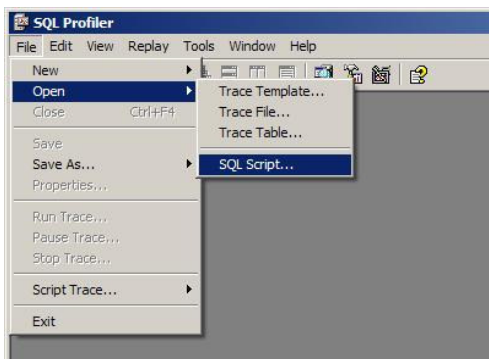 SQL Profiler
File Edit View Replay Tools Window Help
New
Open
Close Ctrl+F4
Save
Save As...
Properties...
Run Trace...
Pause Trace...
Stop Trace...
Script Trace...
Exit
Trace Template...
Trace File...
Trace Table...
SQL Script...